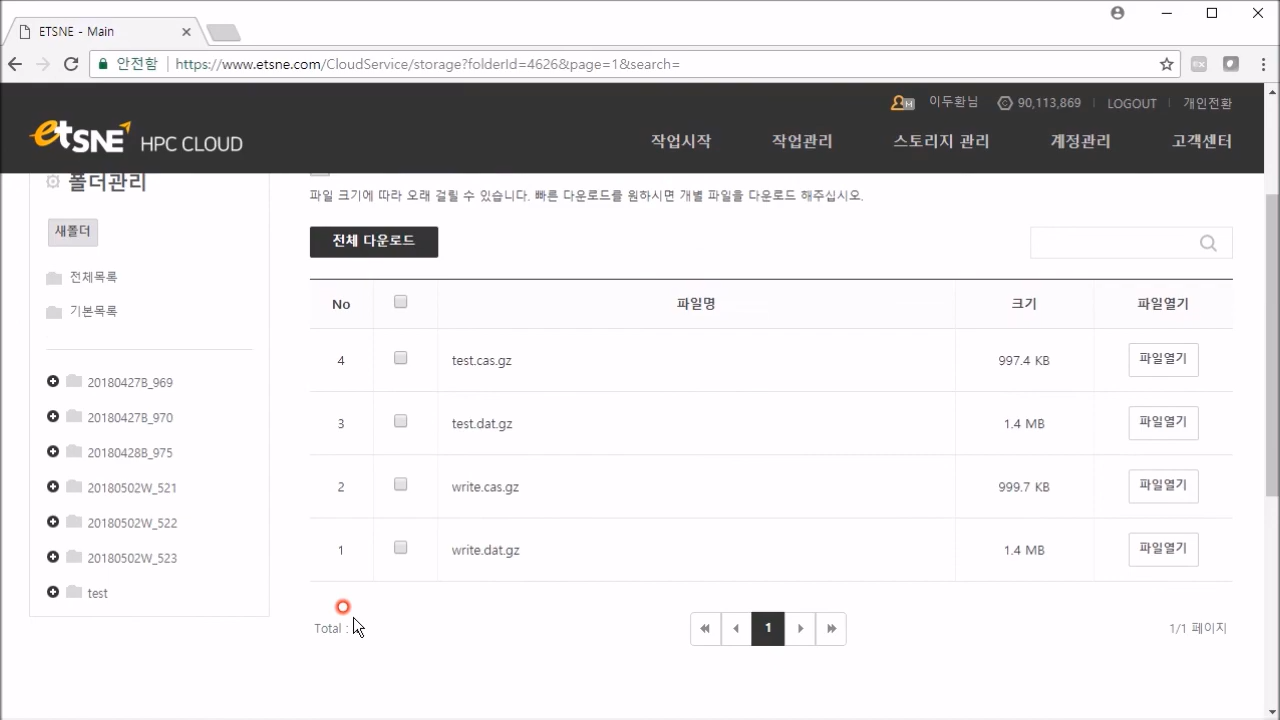 ETSNE - Main
안전함 https://www.etsne.com/CloudService/storage?folderId=4626&page=1&search=
이두환님 90,113,869 LOGOUT 개인전환
etSNE HPC CLOUD
작업시작 작업관리 스토리지 관리 계정관리 고객센터
폴더관리
파일 크기에 따라 오래 걸릴 수 있습니다. 빠른 다운로드를 원하시면 개별 파일을 다운로드 해주십시오.
새폴더
전체 다운로드
전체목록
기본목록
No 파일명 크기 파일열기
4 test.cas.gz 997.4 KB 파일열기
3 test.dat.gz 1.4 MB 파일열기
2 write.cas.gz 999.7 KB 파일열기
1 write.dat.gz 1.4 MB 파일열기
20180427B_969
20180427B_970
20180428B_975
20180502W_521
20180502W_522
20180502W_523
test
Total :
1
1/1 페이지